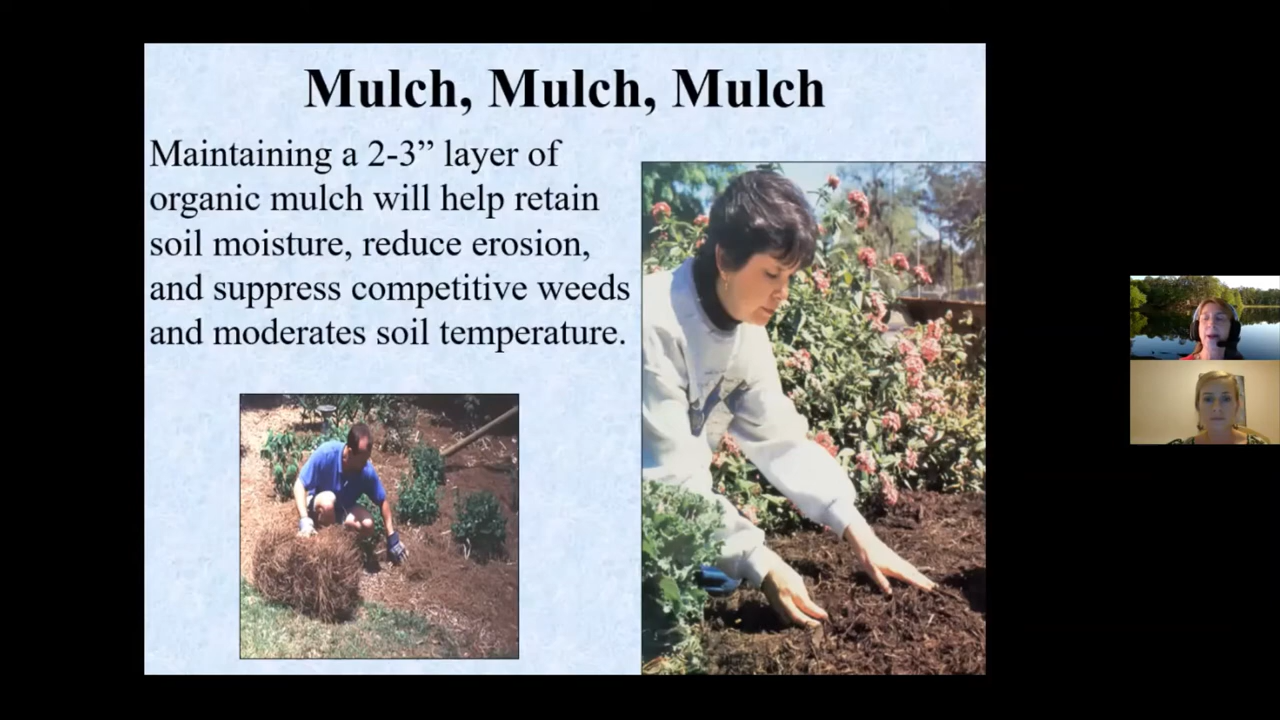 Mulch, Mulch, Mulch
Maintaining a 2-3” layer of
organic mulch will help retain
soil moisture, reduce erosion,
and suppress competitive weeds
and moderates soil temperature.